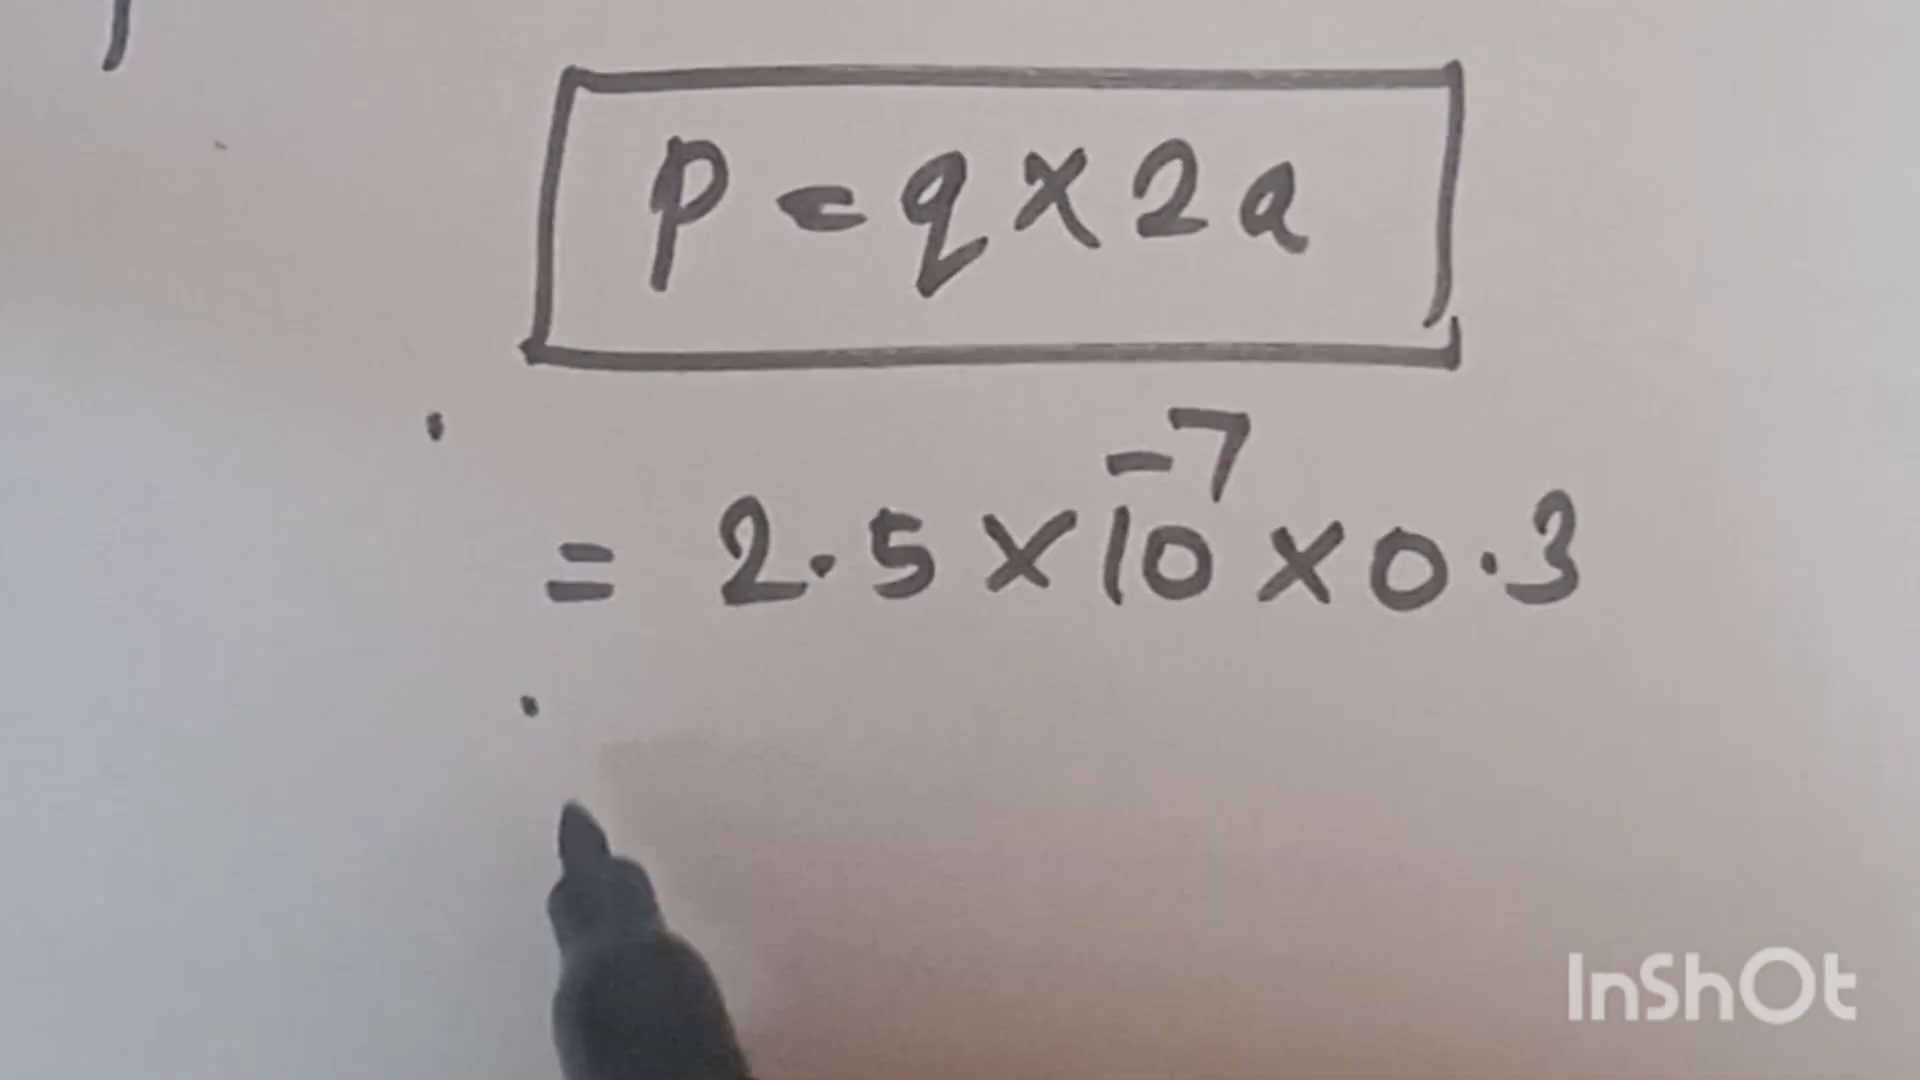 P = q × 2a
= 2.5 × 10⁻⁷ × 0.3
InShOt